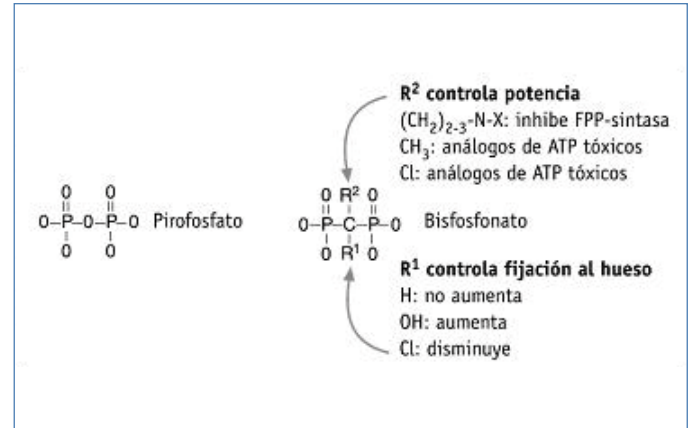 R² controla potencia
(CH₂)₂₋₃-N-X: inhibe FPP-sintasa
CH₃: análogos de ATP tóxicos
Cl: análogos de ATP tóxicos
O O
O–P–O–P–O Pirofosfato
O O
O R² O
O–P–C–P–O Bisfosfonato
O R¹ O
R¹ controla fijación al hueso
H: no aumenta
OH: aumenta
Cl: disminuye